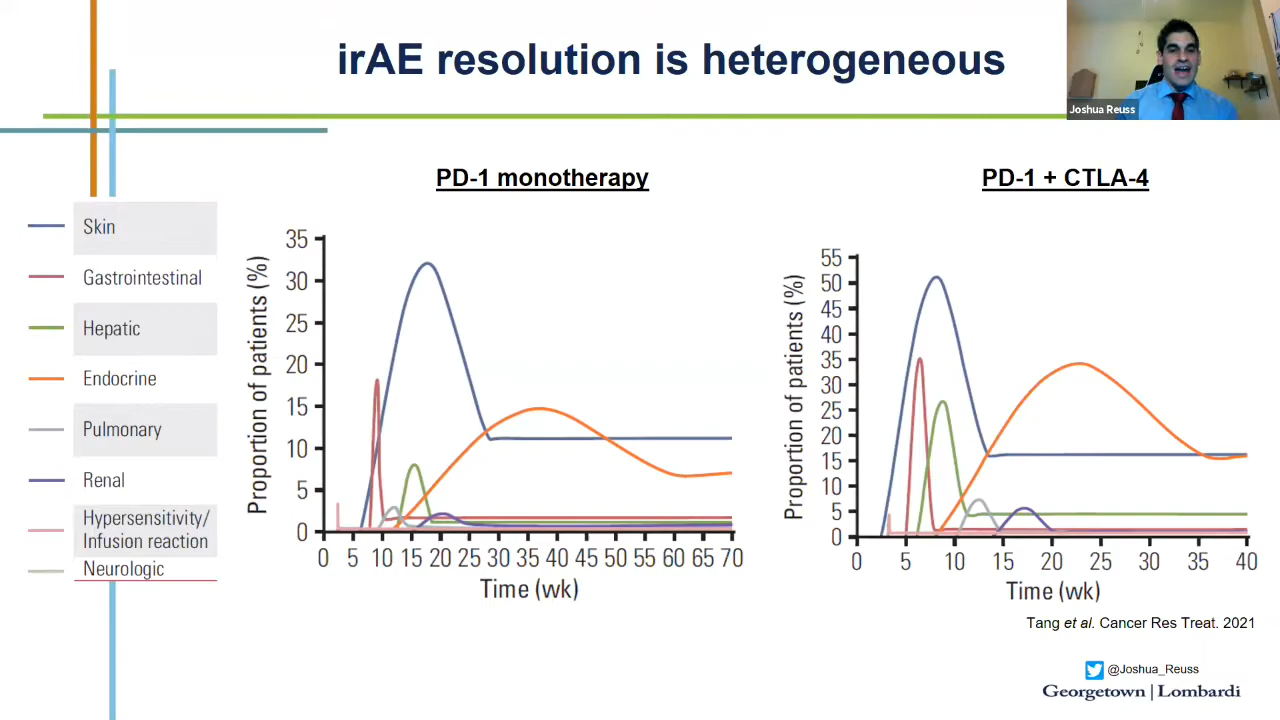 irAE resolution is heterogeneous
Joshua Reuss
Skin
Gastrointestinal
Hepatic
Endocrine
Pulmonary
Renal
Hypersensitivity/
Infusion reaction
Neurologic
PD-1 monotherapy
Proportion of patients (%)
35
30
25
20
15
10
5
0
0 5 10 15 20 25 30 35 40 45 50 55 60 65 70
Time (wk)
PD-1 + CTLA-4
Proportion of patients (%)
55
50
45
40
35
30
25
20
15
10
5
0
0 5 10 15 20 25 30 35 40
Time (wk)
Tang et al. Cancer Res Treat. 2021
@Joshua_Reuss
Georgetown | Lombardi